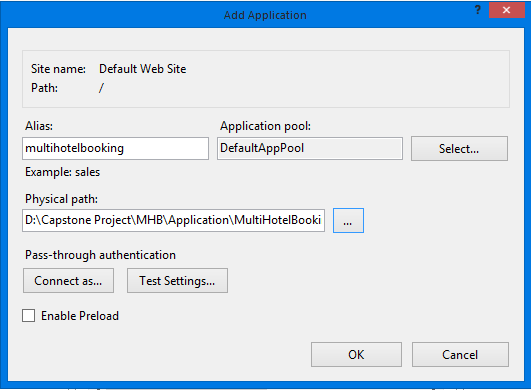 Add Application
?
Site name: Default Web Site
Path: /
Alias: Application pool:
multihotelbooking DefaultAppPool Select...
Example: sales
Physical path:
D:\Capstone Project\MHB\Application\MultiHotelBooki ...
Pass-through authentication
Connect as... Test Settings...
Enable Preload
OK Cancel